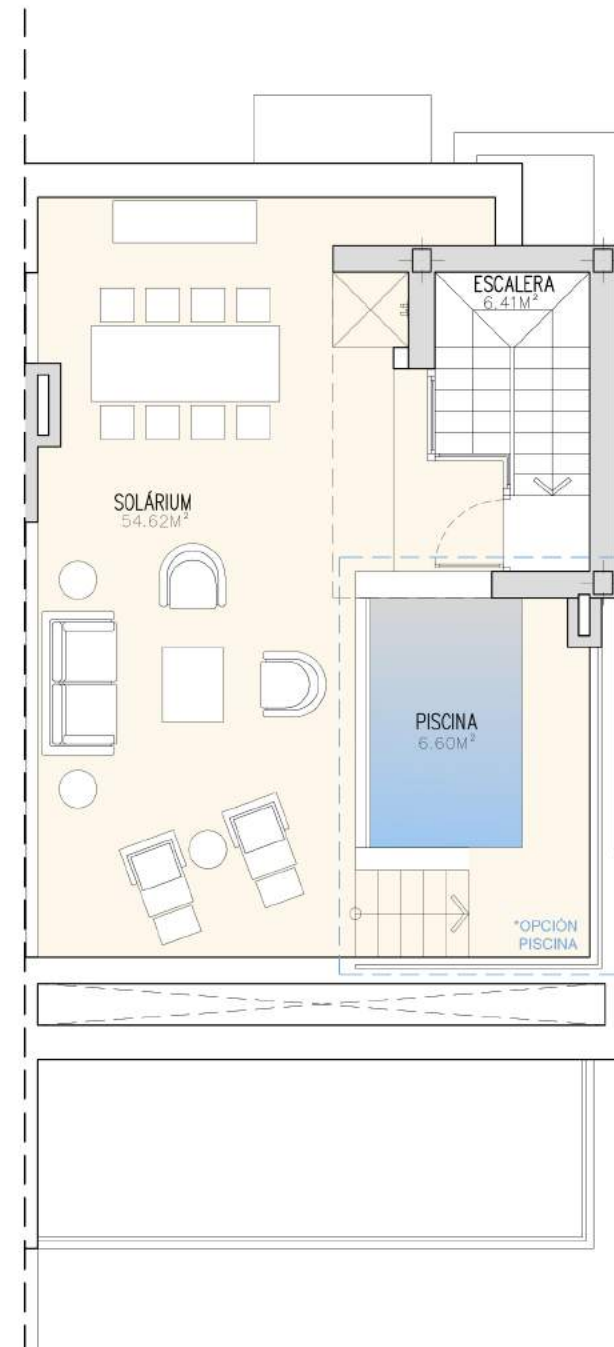 ESCALERA
6.41M²
SOLÁRIUM
54.62M²
PISCINA
6.60M²
*OPCIÓN
PISCINA